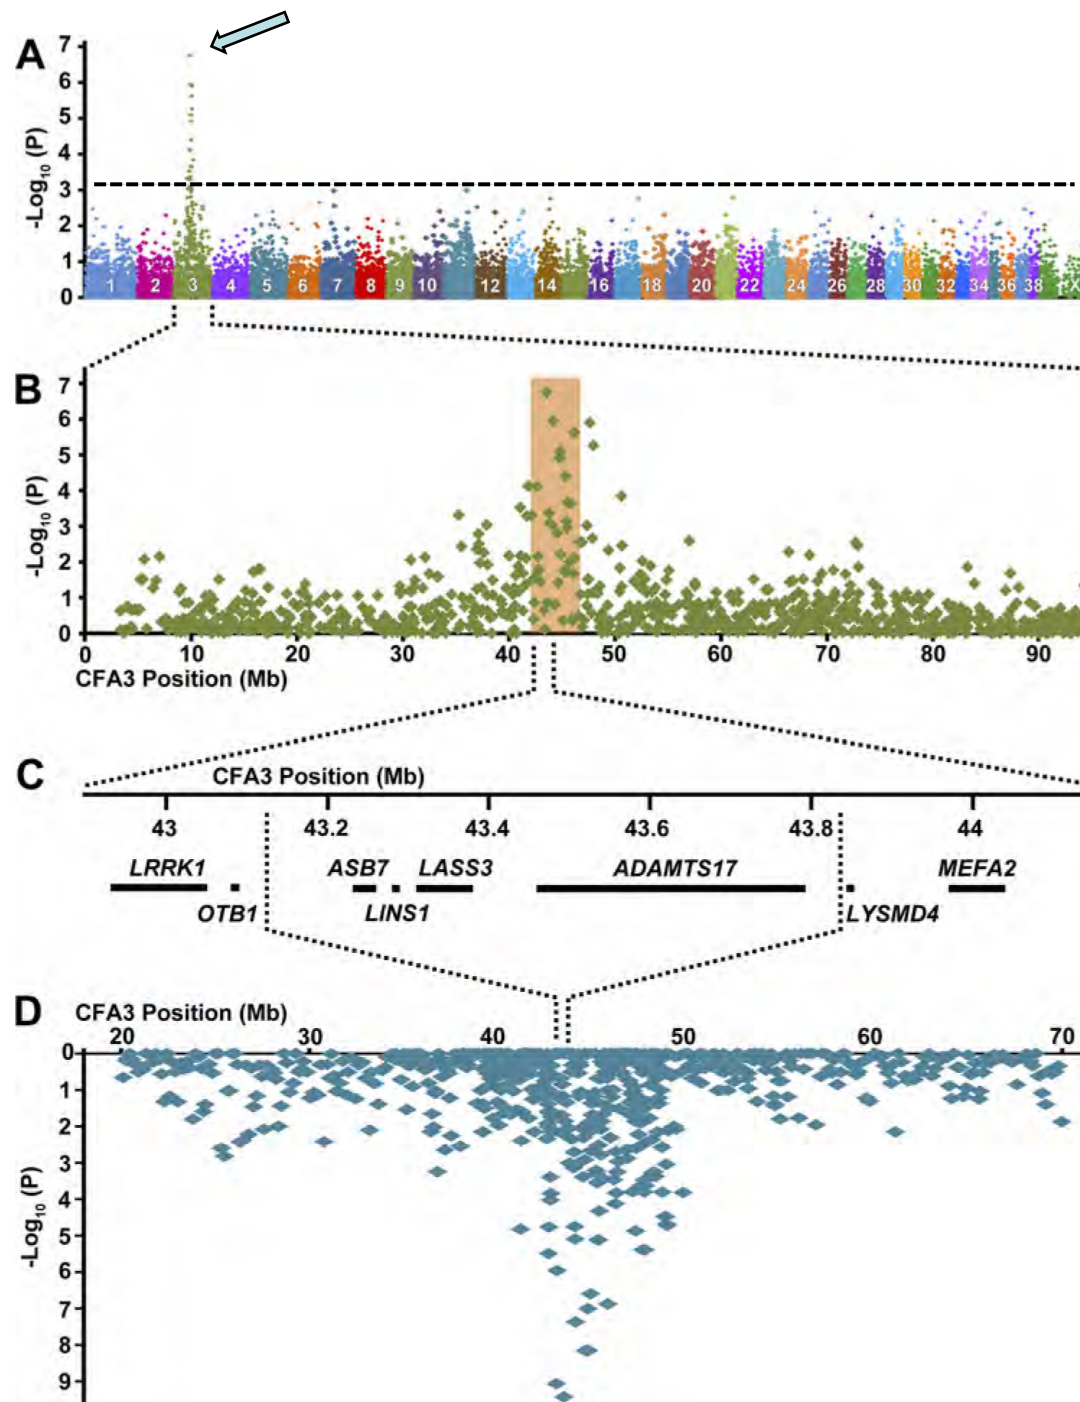 A
7
6
5
4
3
2
1
0
-Log10 (P)
1 2 3 4 5 6 7 8 9 10 12 14 16 18 20 22 24 26 28 30 32 34 36 38 X
B
7
6
5
4
3
2
1
0
-Log10 (P)
0 10 20 30 40 50 60 70 80 90
CFA3 Position (Mb)
C
CFA3 Position (Mb)
43 43.2 43.4 43.6 43.8 44
LRRK1 ASB7 LASS3 ADAMTS17 MEFA2
OTB1 LINS1 LYSMD4
D
CFA3 Position (Mb)
20 30 40 50 60 70
0
1
2
3
4
5
6
7
8
9
-Log10 (P)